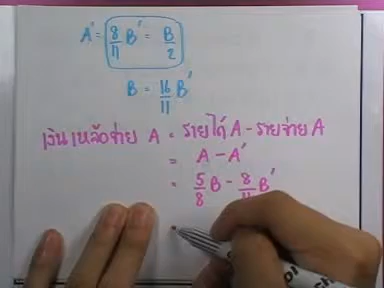 A' = 8/11 B' = B/2
B = 16/11 B'
เงินเหลือจ่าย A = รายได้ A - รายจ่าย A
= A - A'
= 5/8 B - 8/11 B'